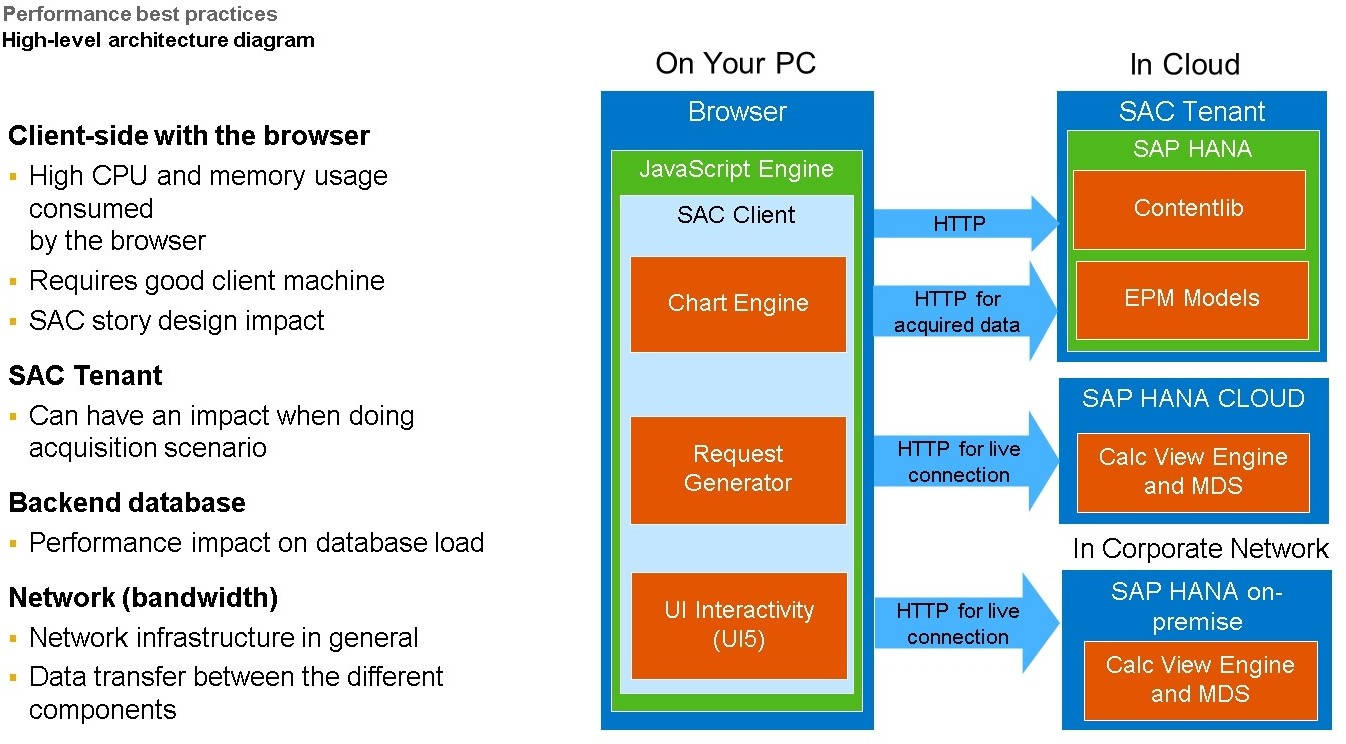 Performance best practices
High-level architecture diagram
Client-side with the browser
▪ High CPU and memory usage
consumed
by the browser
▪ Requires good client machine
▪ SAC story design impact
SAC Tenant
▪ Can have an impact when doing
acquisition scenario
Backend database
▪ Performance impact on database load
Network (bandwidth)
▪ Network infrastructure in general
▪ Data transfer between the different
components
On Your PC
Browser
JavaScript Engine
SAC Client
Chart Engine
Request
Generator
UI Interactivity
(UI5)
HTTP
HTTP for
acquired data
HTTP for live
connection
HTTP for live
connection
In Cloud
SAC Tenant
SAP HANA
Contentlib
EPM Models
SAP HANA CLOUD
Calc View Engine
and MDS
In Corporate Network
SAP HANA on-
premise
Calc View Engine
and MDS